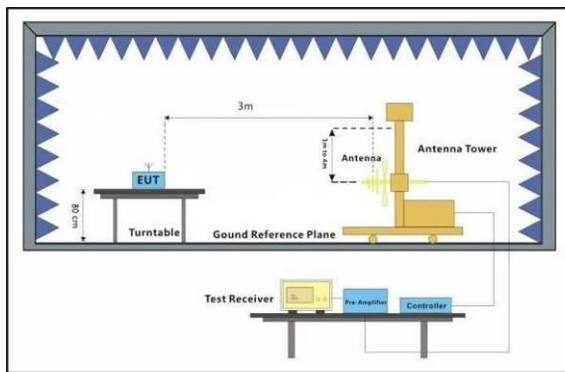 3m
Antenna
1m to 4m
Antenna Tower
EUT
80 cm
Turntable
Gound Reference Plane
Test Receiver
Pre-Amplifier
Controller